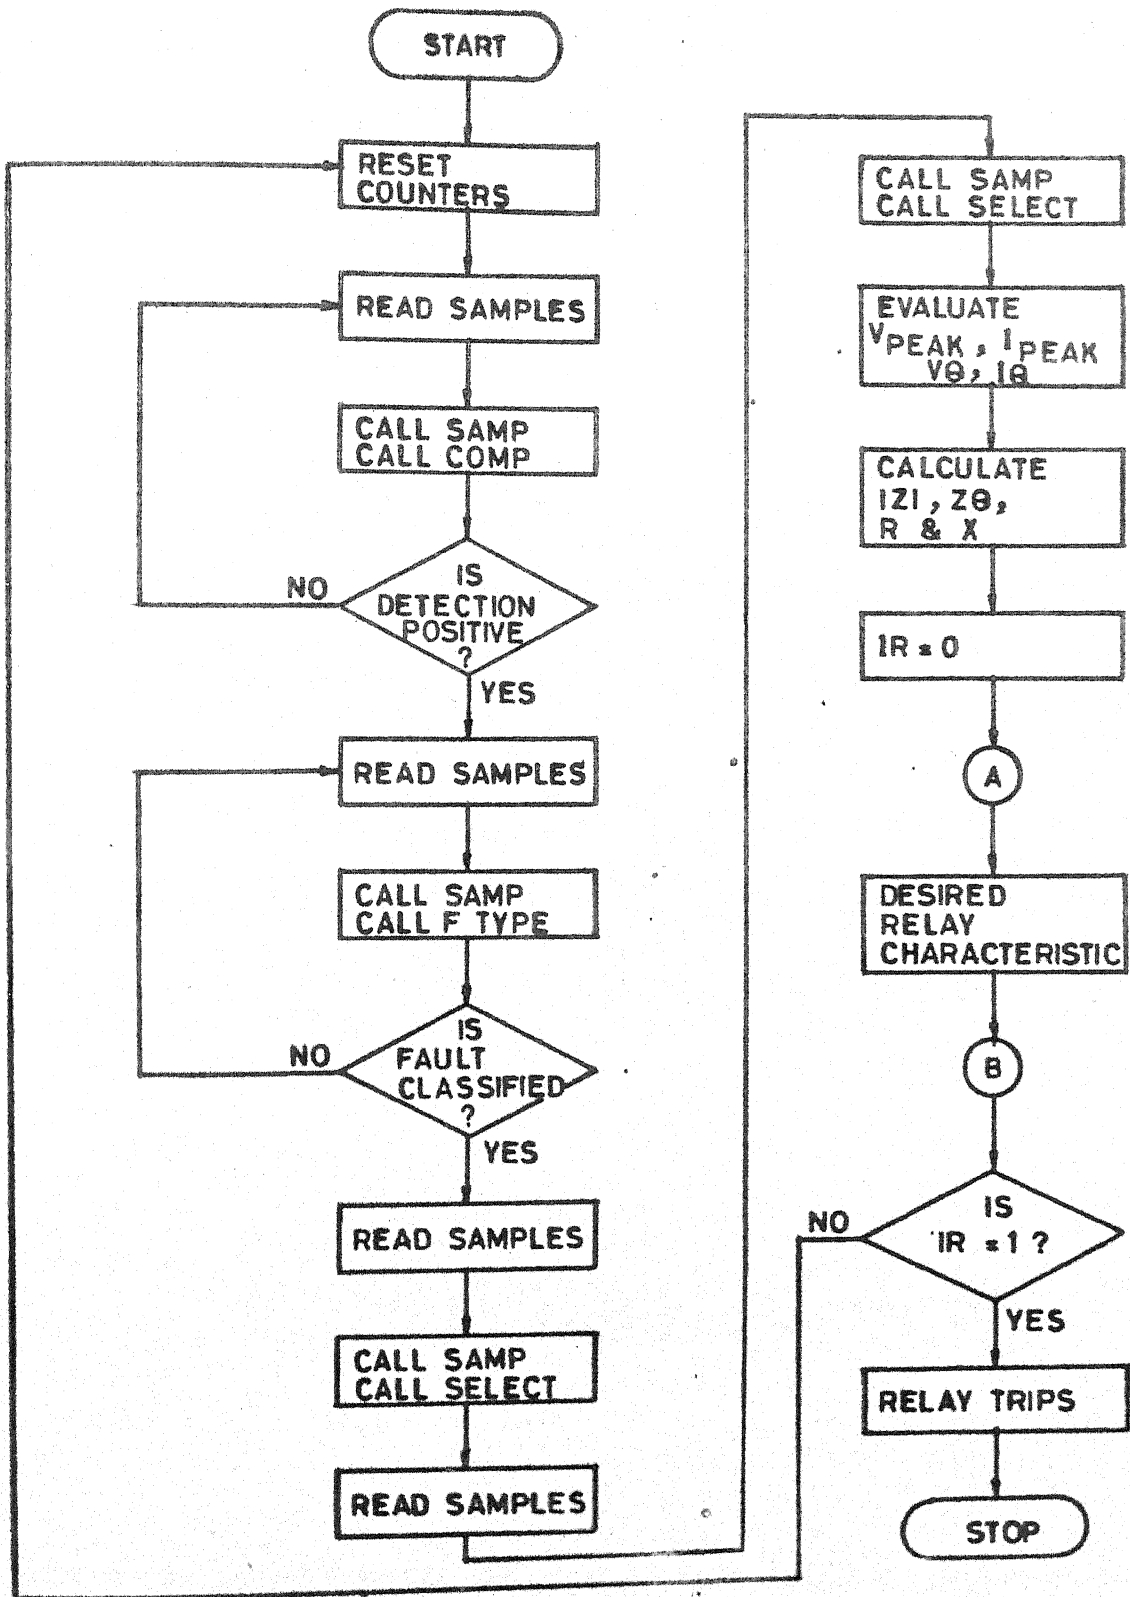 START
RESET
COUNTERS
READ SAMPLES
CALL SAMP
CALL COMP
IS
DETECTION
POSITIVE
?
NO
YES
READ SAMPLES
CALL SAMP
CALL F TYPE
IS
FAULT
CLASSIFIED
?
NO
YES
READ SAMPLES
CALL SAMP
CALL SELECT
READ SAMPLES
CALL SAMP
CALL SELECT
EVALUATE
VPEAK, IPEAK
VΘ, IΘ
CALCULATE
|Z|, ZΘ,
R & X
IR = 0
A
DESIRED
RELAY
CHARACTERISTIC
B
IS
IR = 1 ?
NO
YES
RELAY TRIPS
STOP